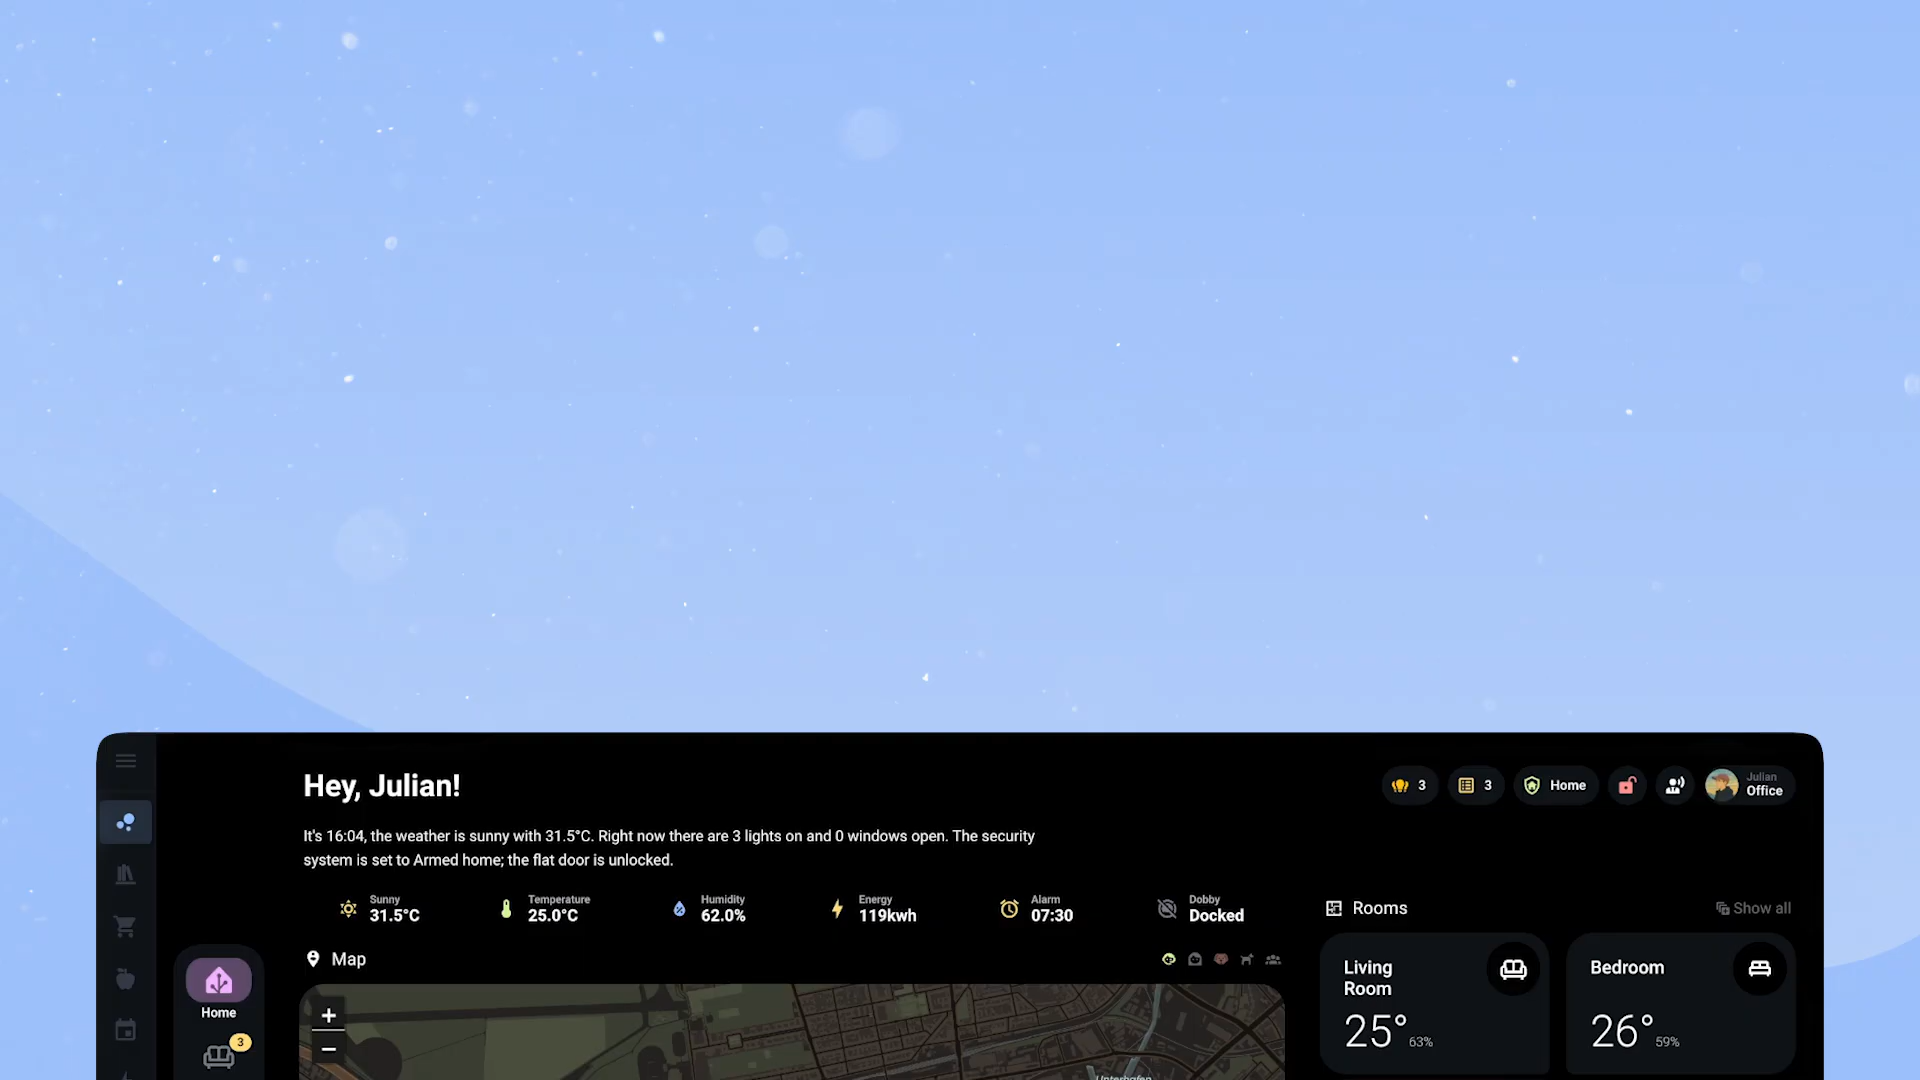 Hey, Julian!
3
3
Home
Julian
Office
It's 16:04, the weather is sunny with 31.5°C. Right now there are 3 lights on and 0 windows open. The security
system is set to Armed home; the flat door is unlocked.
Sunny
31.5°C
Temperature
25.0°C
Humidity
62.0%
Energy
119kwh
Alarm
07:30
Dobby
Docked
Rooms
Show all
Map
Living
Room
25° 63%
Bedroom
26° 59%
Home
3
+
−
Unterhafen